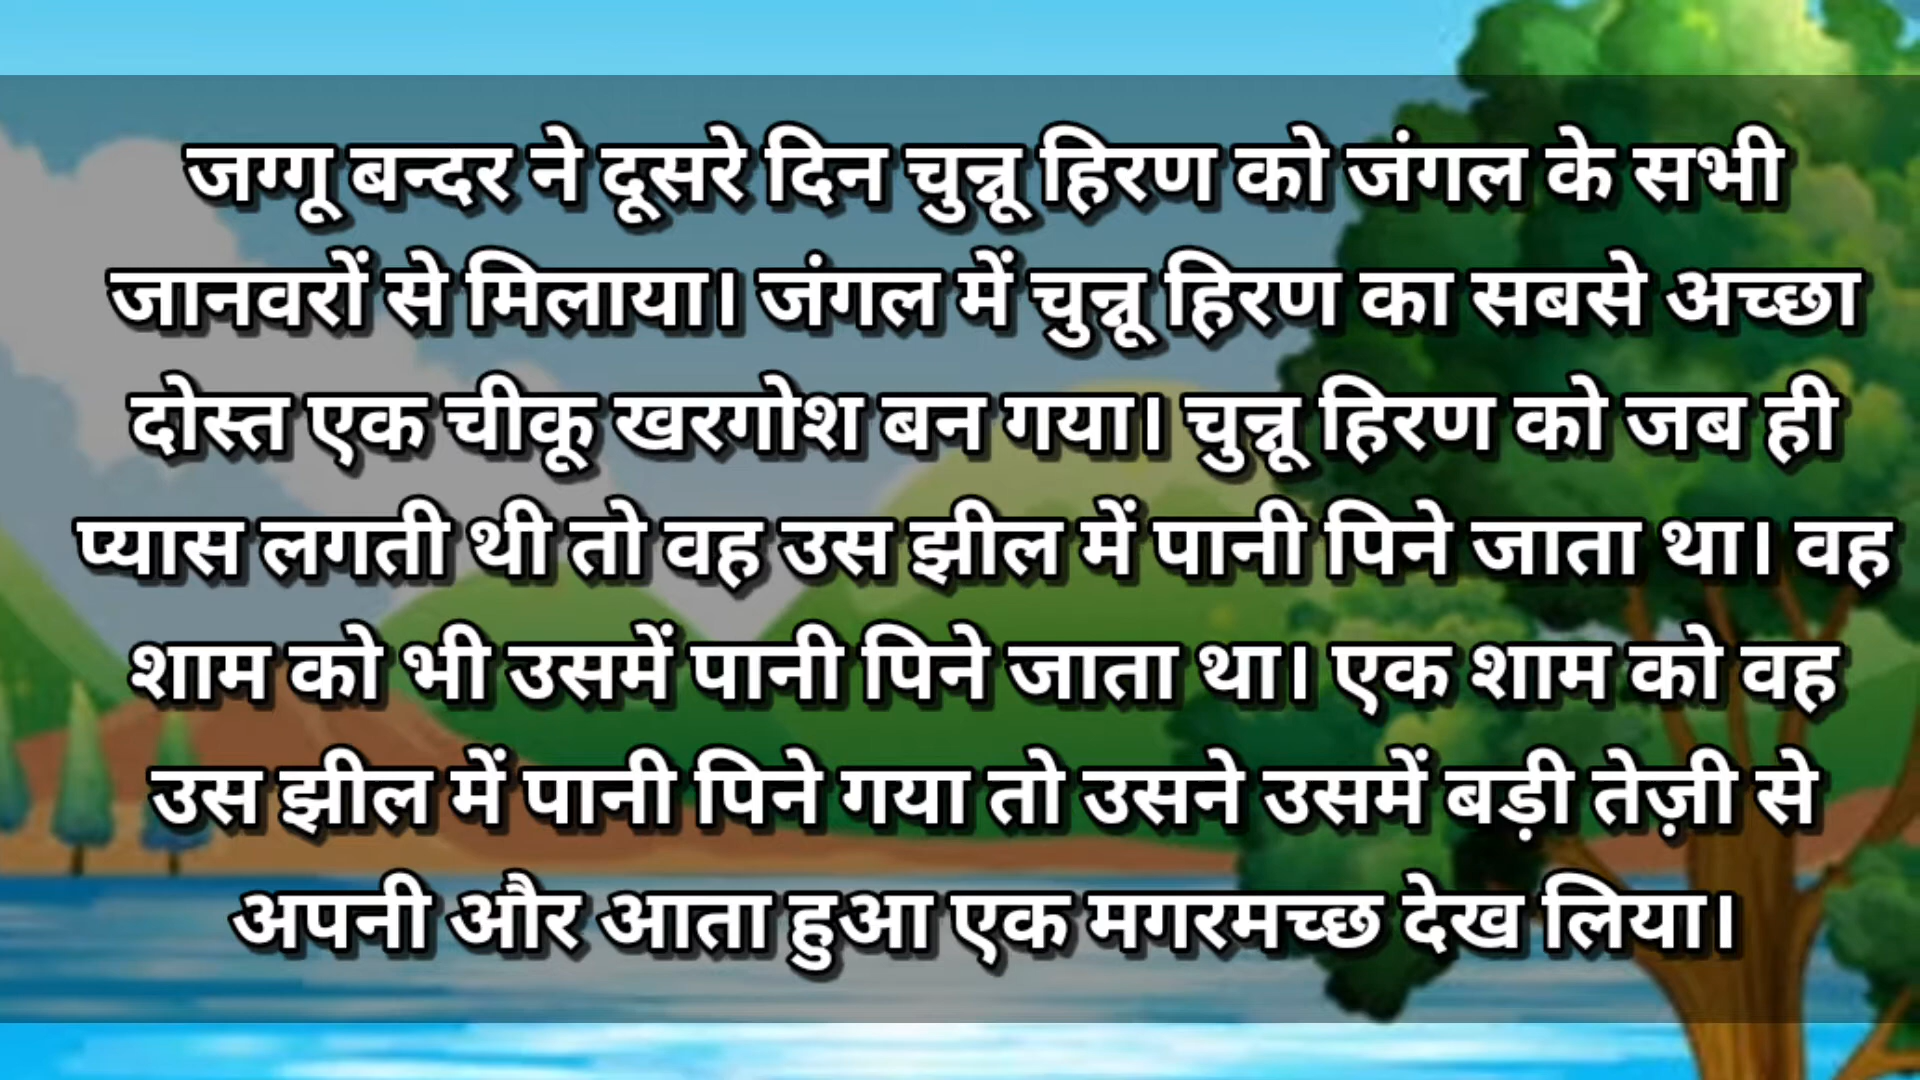 जग्गू बन्दर ने दूसरे दिन चुन्नू हिरण को जंगल के सभी
जानवरों से मिलाया। जंगल में चुन्नू हिरण का सबसे अच्छा
दोस्त एक चीकू खरगोश बन गया। चुन्नू हिरण को जब ही
प्यास लगती थी तो वह उस झील में पानी पिने जाता था। वह
शाम को भी उसमें पानी पिने जाता था। एक शाम को वह
उस झील में पानी पिने गया तो उसने उसमें बड़ी तेज़ी से
अपनी और आता हुआ एक मगरमच्छ देख लिया।